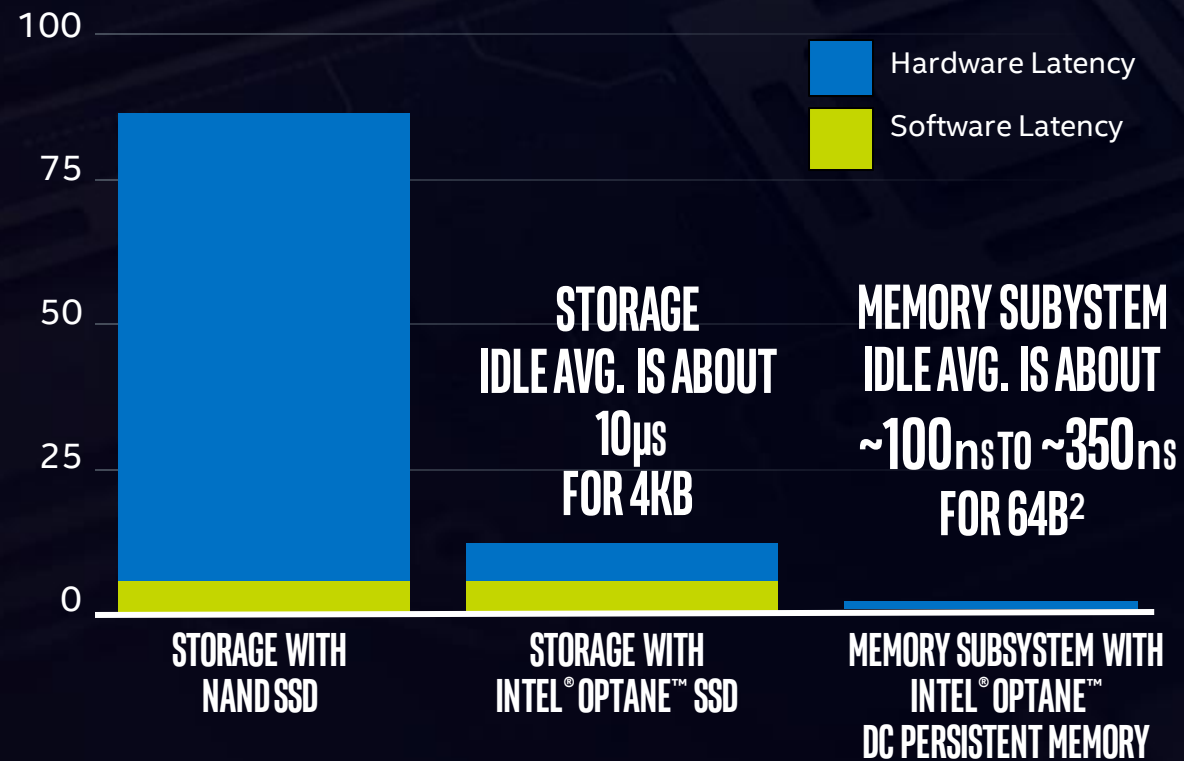 100
Hardware Latency
Software Latency
75
50
25
0
STORAGE
IDLE AVG. IS ABOUT
10µs
FOR 4KB
MEMORY SUBYSTEM
IDLE AVG. IS ABOUT
~100ns TO ~350ns
FOR 64B²
STORAGE WITH
NAND SSD
STORAGE WITH
INTEL® OPTANE™ SSD
MEMORY SUBSYSTEM WITH
INTEL® OPTANE™
DC PERSISTENT MEMORY